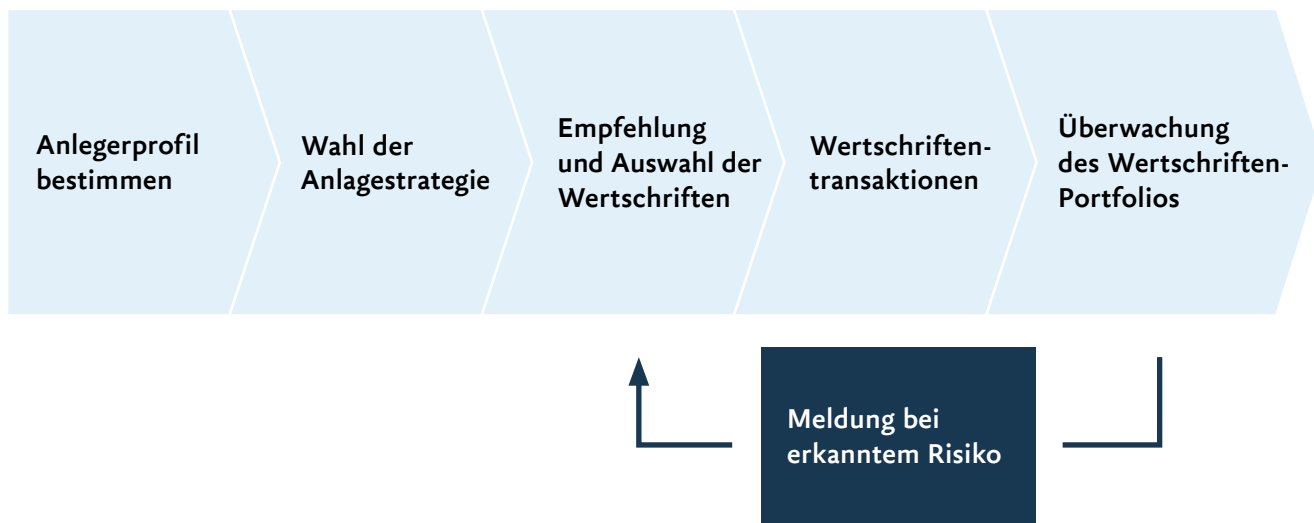 Anlegerprofil
bestimmen
Wahl der
Anlagestrategie
Empfehlung
und Auswahl der
Wertschriften
Wertschriften-
transaktionen
Überwachung
des Wertschriften-
Portfolios
Meldung bei
erkanntem Risiko